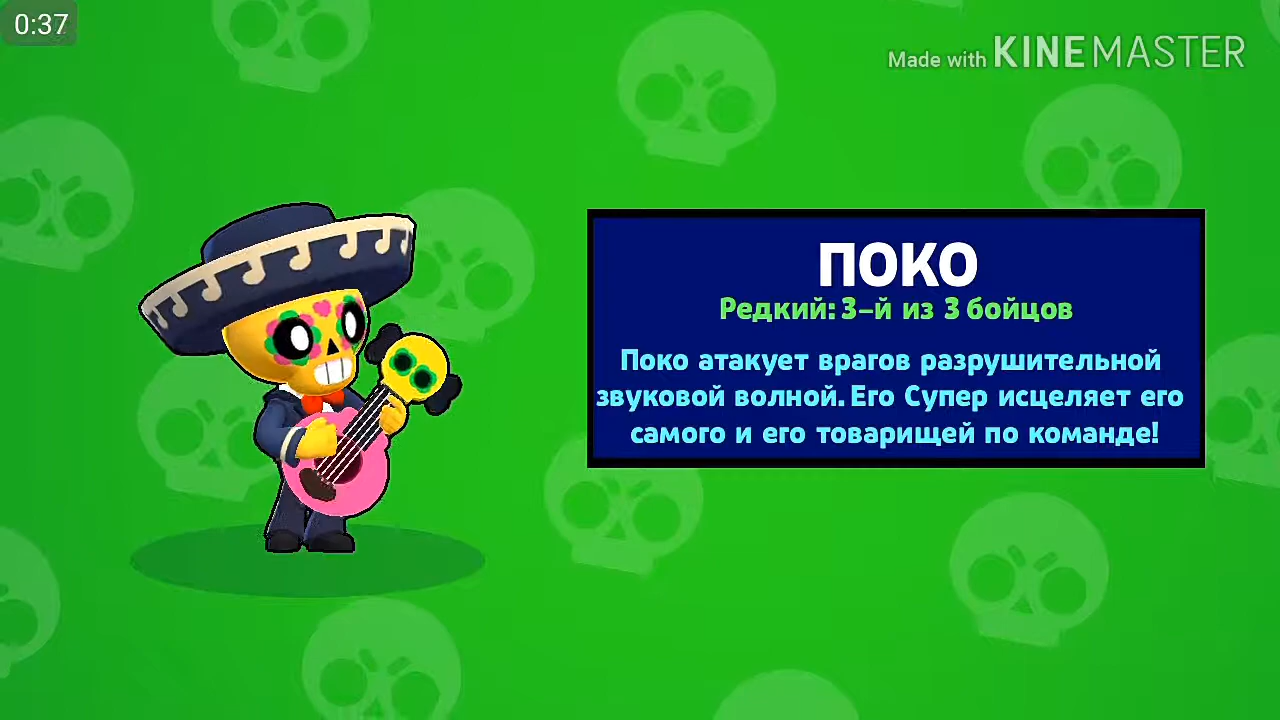 0:37
Made with KINEMASTER
ПОКО
Редкий: 3-й из 3 бойцов
Поко атакует врагов разрушительной
звуковой волной. Его Супер исцеляет его
самого и его товарищей по команде!